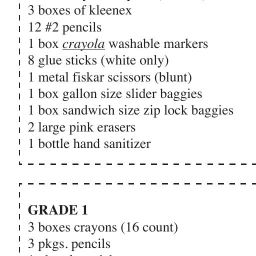 3 boxes of kleenex
12 #2 pencils
1 box crayola washable markers
8 glue sticks (white only)
1 metal fiskar scissors (blunt)
1 box gallon size slider baggies
1 box sandwich size zip lock baggies
2 large pink erasers
1 bottle hand sanitizer
GRADE 1
3 boxes crayons (16 count)
3 pkgs. pencils